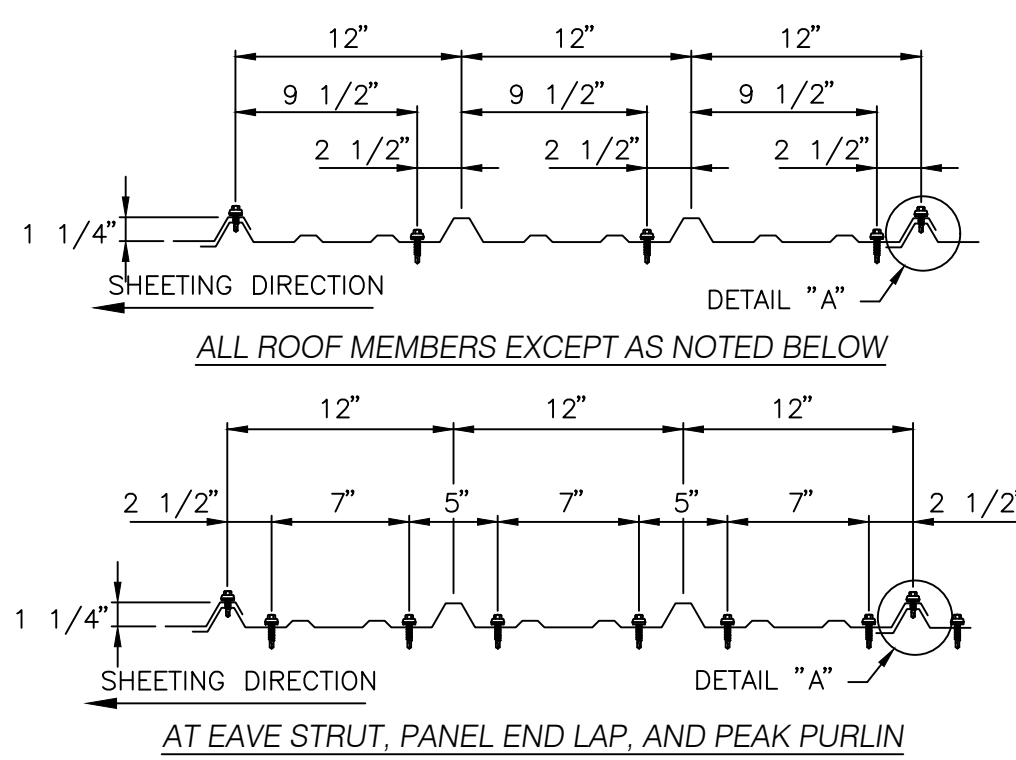 12" 12" 12"
9 1/2" 9 1/2" 9 1/2"
2 1/2" 2 1/2" 2 1/2"
1 1/4"
SHEETING DIRECTION
DETAIL "A"
ALL ROOF MEMBERS EXCEPT AS NOTED BELOW
12" 12" 12"
2 1/2" 7" 5" 7" 5" 7" 2 1/2"
1 1/4"
SHEETING DIRECTION
DETAIL "A"
AT EAVE STRUT, PANEL END LAP, AND PEAK PURLIN